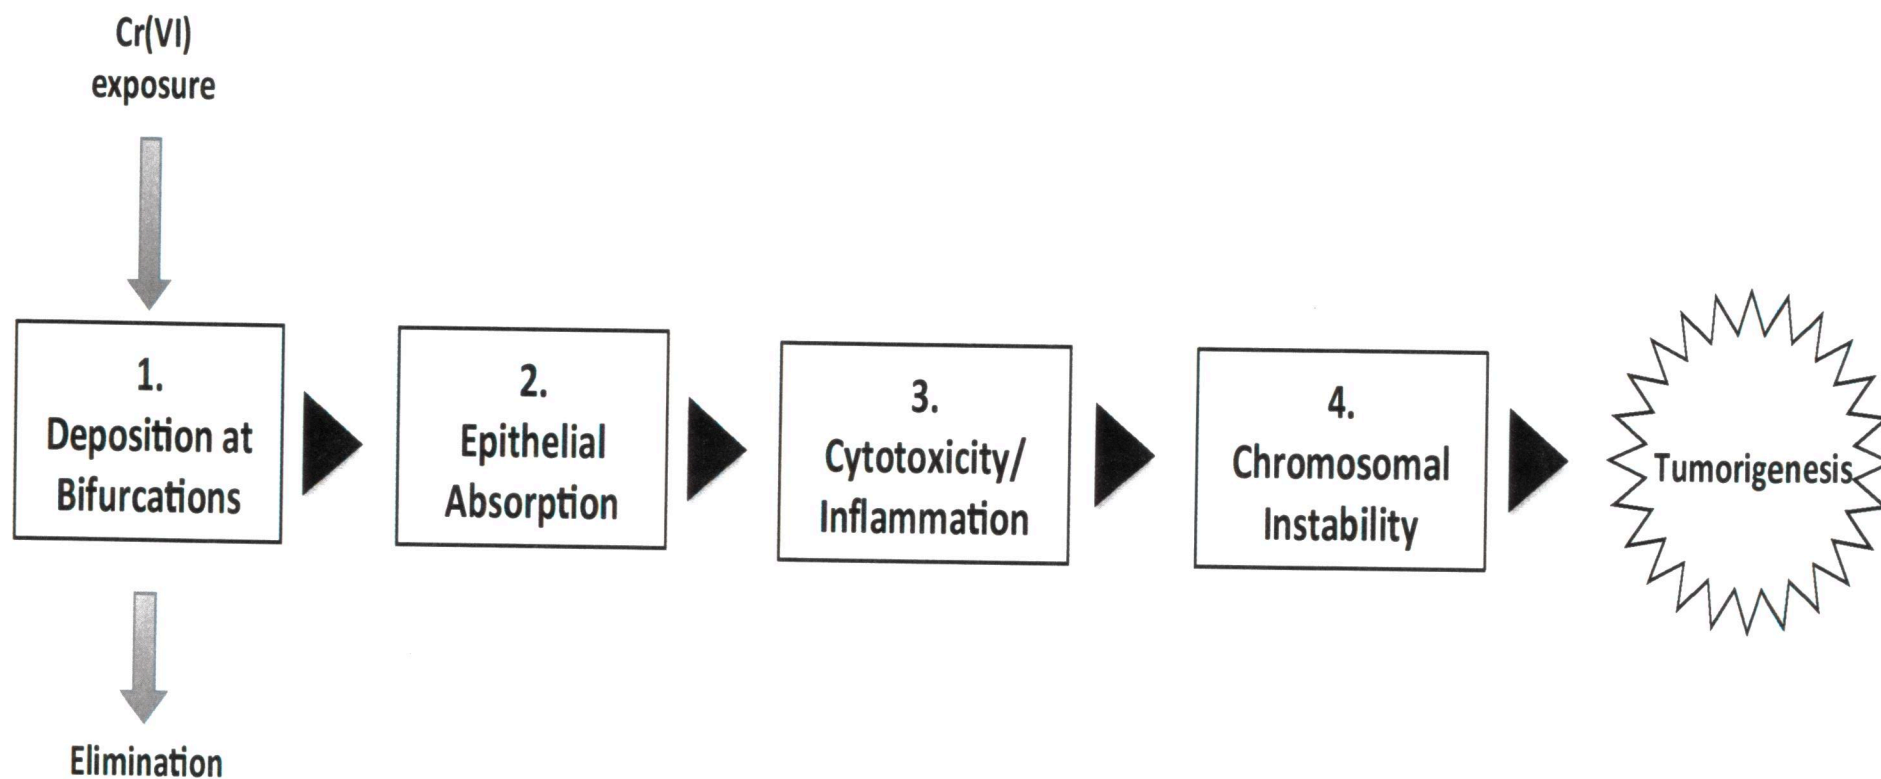 Cr(VI)
exposure
1.
Deposition at
Bifurcations
2.
Epithelial
Absorption
3.
Cytotoxicity/
Inflammation
4.
Chromosomal
Instability
Tumorigenesis
Elimination